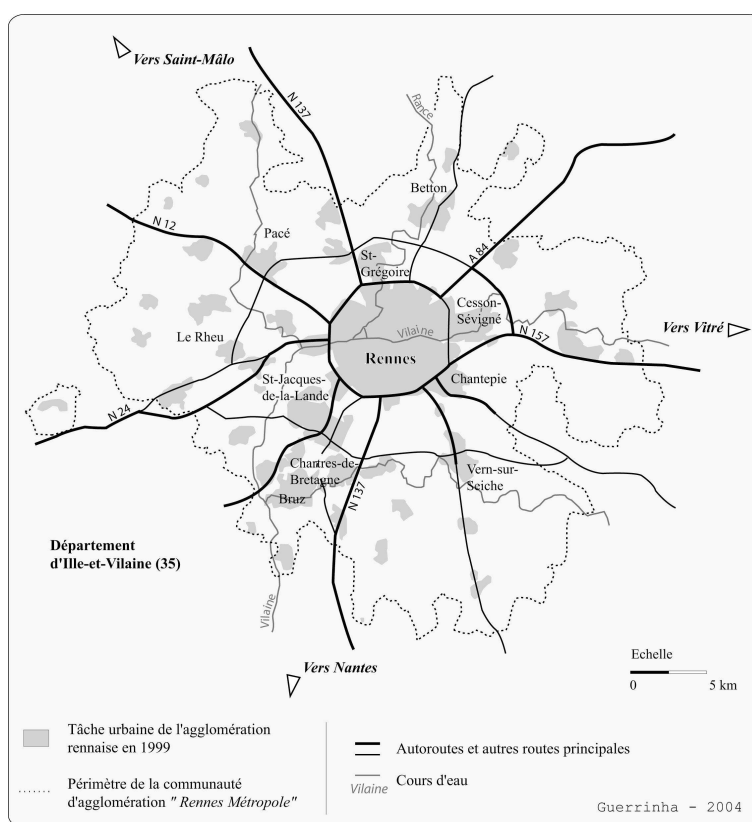 Vers Saint-Mâlo
N 137
Rance
Betton
N 12
Pacé
St-
Grégoire
A 84
Cesson-
Sévigné
Vilaine
Le Rheu
N 157
Vers Vitré
Rennes
St-Jacques-
de-la-Lande
Chantepie
N 24
Chartres-de-
Bretagne
Vern-sur-
Seiche
Bruz
N 137
Département
d'Ille-et-Vilaine (35)
Vilaine
Vers Nantes
Echelle
0 5 km
Tâche urbaine de l'agglomération
rennaise en 1999
Autoroutes et autres routes principales
Périmètre de la communauté
d'agglomération " Rennes Métropole"
Vilaine Cours d'eau
Guerrinha - 2004